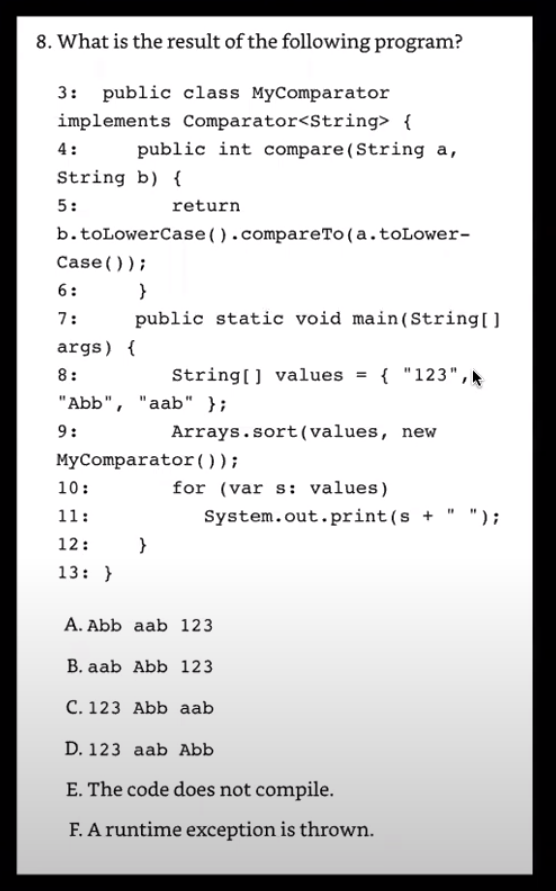 8. What is the result of the following program?
3:  public class MyComparator
implements Comparator<String> {
4:     public int compare(String a,
String b) {
5:        return
b.toLowerCase().compareTo(a.toLower-
Case());
6:     }
7:     public static void main(String[]
args) {
8:        String[] values = { "123",
"Abb", "aab" };
9:        Arrays.sort(values, new
MyComparator());
10:       for (var s: values)
11:          System.out.print(s + " ");
12:    }
13: }
A. Abb aab 123
B. aab Abb 123
C. 123 Abb aab
D. 123 aab Abb
E. The code does not compile.
F. A runtime exception is thrown.